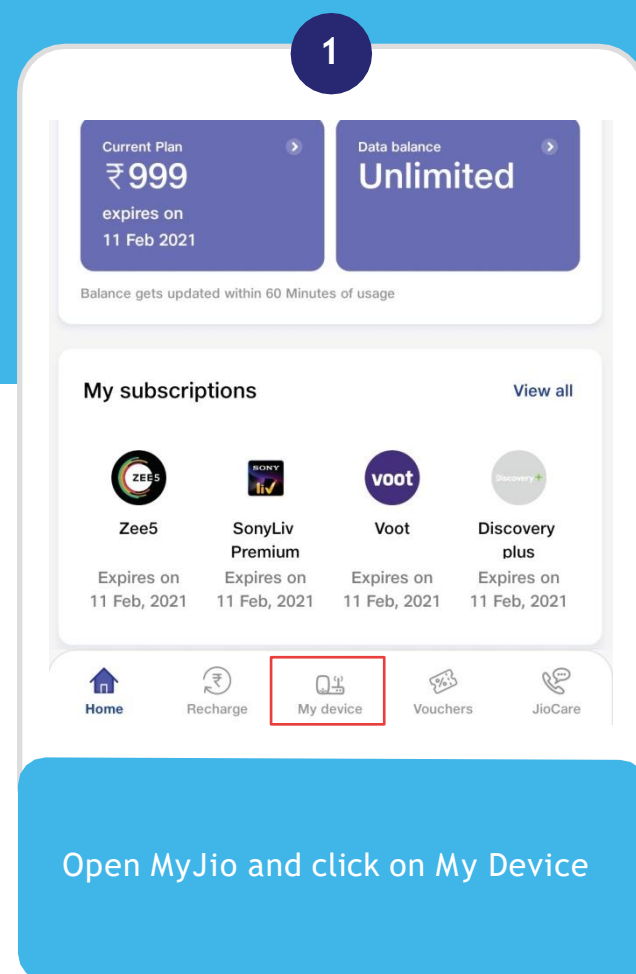 1
Current Plan
₹999
expires on
11 Feb 2021
Data balance
Unlimited
Balance gets updated within 60 Minutes of usage
My subscriptions
View all
ZEE5
SONY
liv
voot
Discovery+
Zee5
SonyLiv
Premium
Voot
Discovery
plus
Expires on
11 Feb, 2021
Expires on
11 Feb, 2021
Expires on
11 Feb, 2021
Expires on
11 Feb, 2021
Home
Recharge
My device
Vouchers
JioCare
Open MyJio and click on My Device